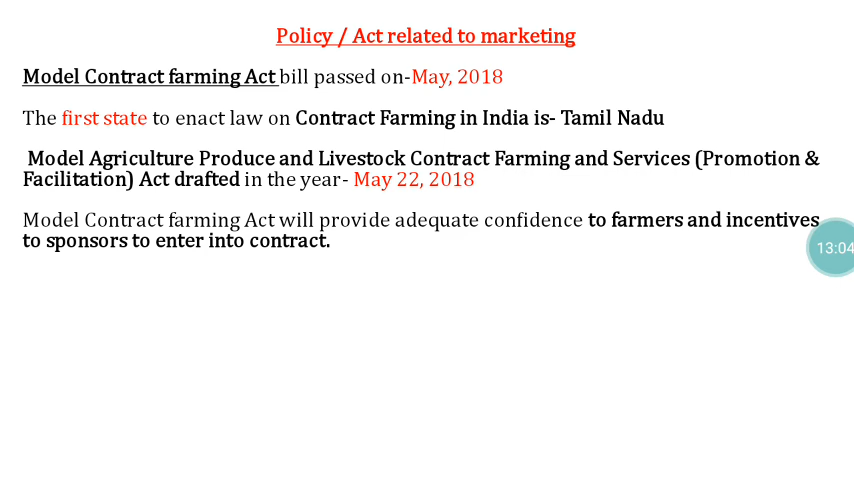 Policy / Act related to marketing
Model Contract farming Act bill passed on-May, 2018
The first state to enact law on Contract Farming in India is- Tamil Nadu
Model Agriculture Produce and Livestock Contract Farming and Services (Promotion &
Facilitation) Act drafted in the year- May 22, 2018
Model Contract farming Act will provide adequate confidence to farmers and incentives
to sponsors to enter into contract.
13:04